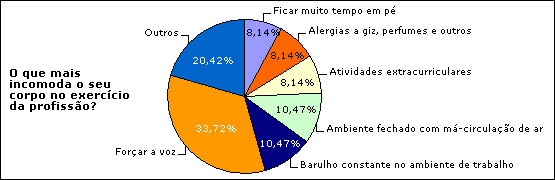 O que mais
incomoda o seu
corpo no exercício
da profissão?
Ficar muito tempo em pé
8,14%
Alergias a giz, perfumes e outros
8,14%
Atividades extracurriculares
8,14%
Ambiente fechado com má-circulação de ar
10,47%
Barulho constante no ambiente de trabalho
10,47%
Forçar a voz
33,72%
Outros
20,42%